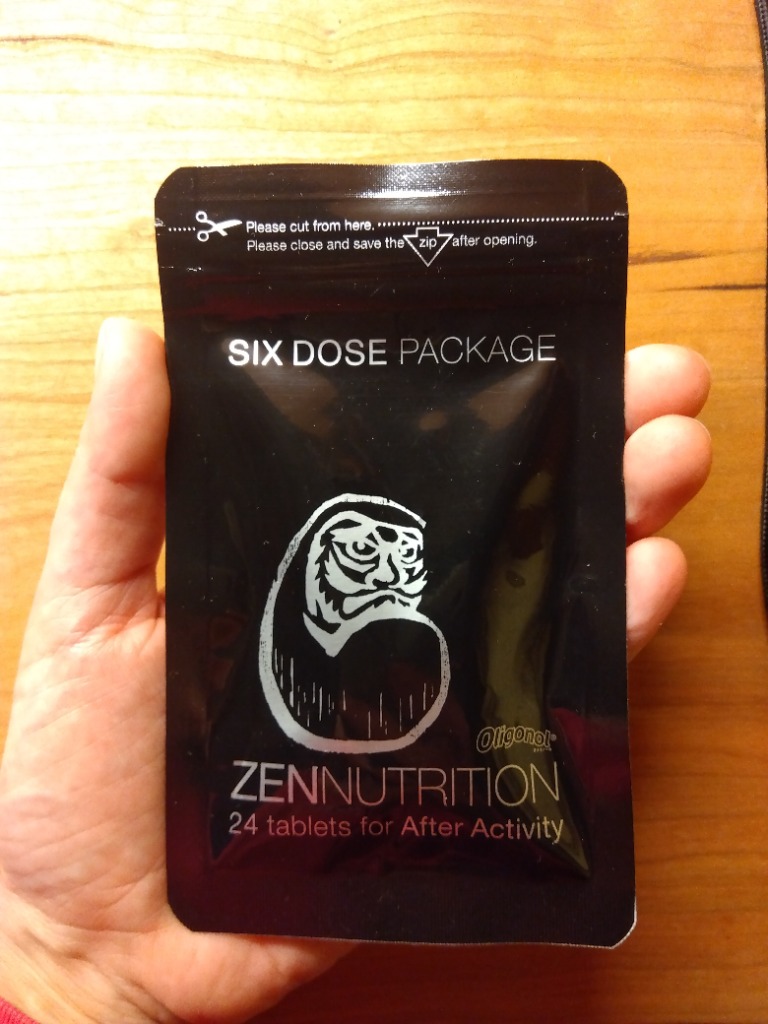 Please cut from here.
Please close and save the zip after opening.
SIX DOSE PACKAGE
Oligonol®
ZENNUTRITION
24 tablets for After Activity